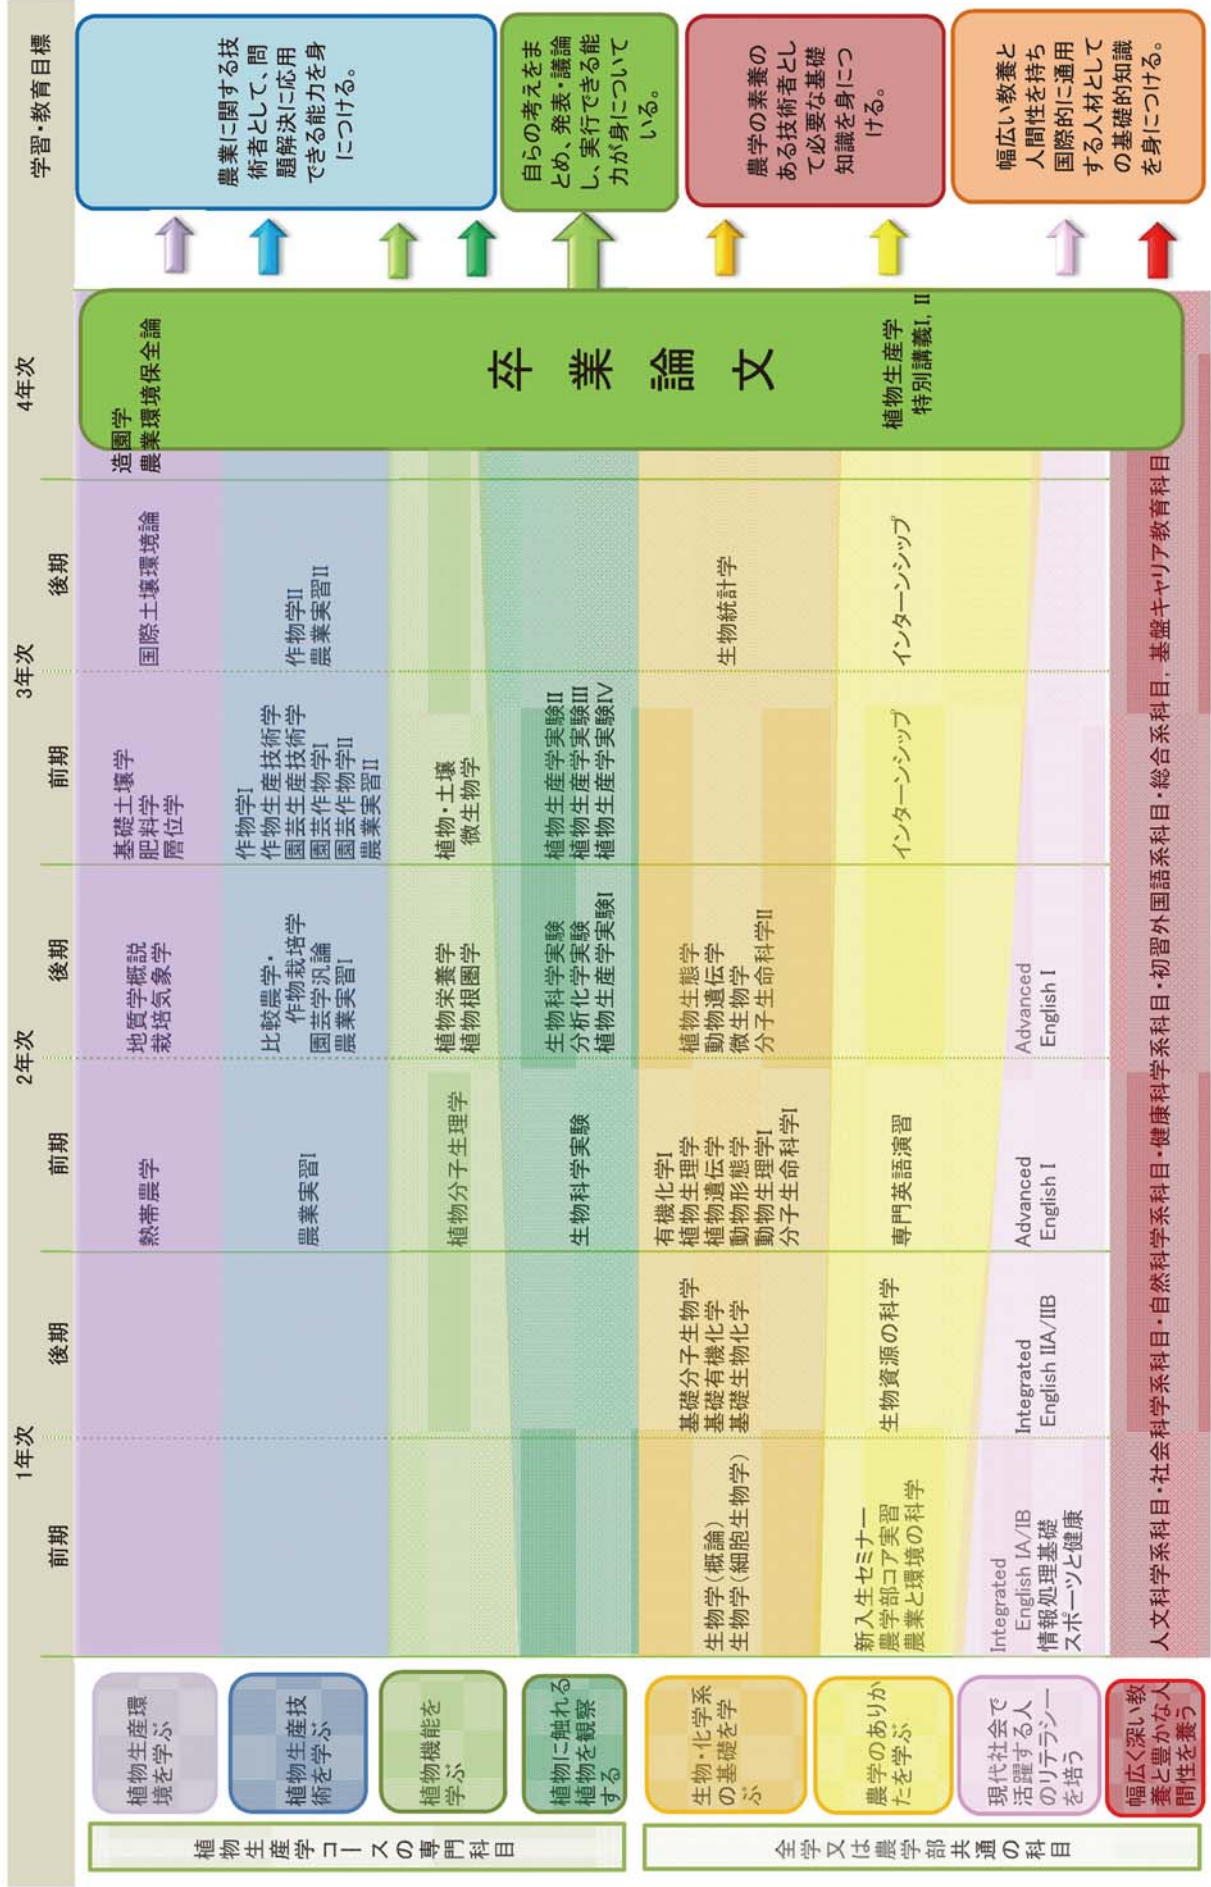 1年次
2年次
3年次
4年次
学習・教育目標
前期
後期
前期
後期
前期
後期
植物生産学コースの専門科目
植物生産環
境を学ぶ
熱帯農学
地質学概説
栽培気象学
基礎土壌学
肥料学
層位学
国際土壌環境論
造園学
農業環境保全論
植物生産技
術を学ぶ
農業実習I
比較農学・
作物栽培学
園芸学汎論
農業実習I
作物学I
作物生産技術学
園芸生産技術学
園芸作物学I
園芸作物学II
農業実習II
作物学II
農業実習II
植物機能を
学ぶ
植物分子生理学
植物栄養学
植物根圏学
植物・土壌
微生物学
植物に触れる
植物を観察
する
生物科学実験
生物科学実験
分析化学実験
植物生産学実験I
植物生産学実験II
植物生産学実験III
植物生産学実験IV
全学又は農学部共通の科目
生物・化学系
の基礎を学
ぶ
生物学(概論)
生物学(細胞生物学)
基礎分子生物学
基礎有機化学
基礎生物化学
有機化学I
植物生理学
植物遺伝学
動物形態学
動物生理学I
分子生命科学I
植物生態学
動物遺伝学
微生物学
分子生命科学II
生物統計学
農学のありか
たを学ぶ
新入生セミナー
農学部コア実習
農業と環境の科学
生物資源の科学
専門英語演習
インターンシップ
インターンシップ
植物生産学
特別講義I, II
現代社会で
活躍する人
のリテラシー
を培う
Integrated
English IA/IB
情報処理基礎
スポーツと健康
Integrated
English IIA/IIB
Advanced
English I
Advanced
English I
幅広く深い教
養と豊かな人
間性を養う
人文科学系科目・社会科学系科目・自然科学系科目・健康科学系科目・初習外国語系科目・総合系科目, 基盤キャリア教育科目
卒業論文
農業に関する技
術者として、問
題解決に応用
できる能力を身
につける。
自らの考えをま
とめ、発表・議論
し、実行できる能
力が身について
いる。
農学の素養の
ある技術者とし
て必要な基礎
知識を身につ
ける。
幅広い教養と
人間性を持ち
国際的に通用
する人材として
の基礎的知識
を身につける。